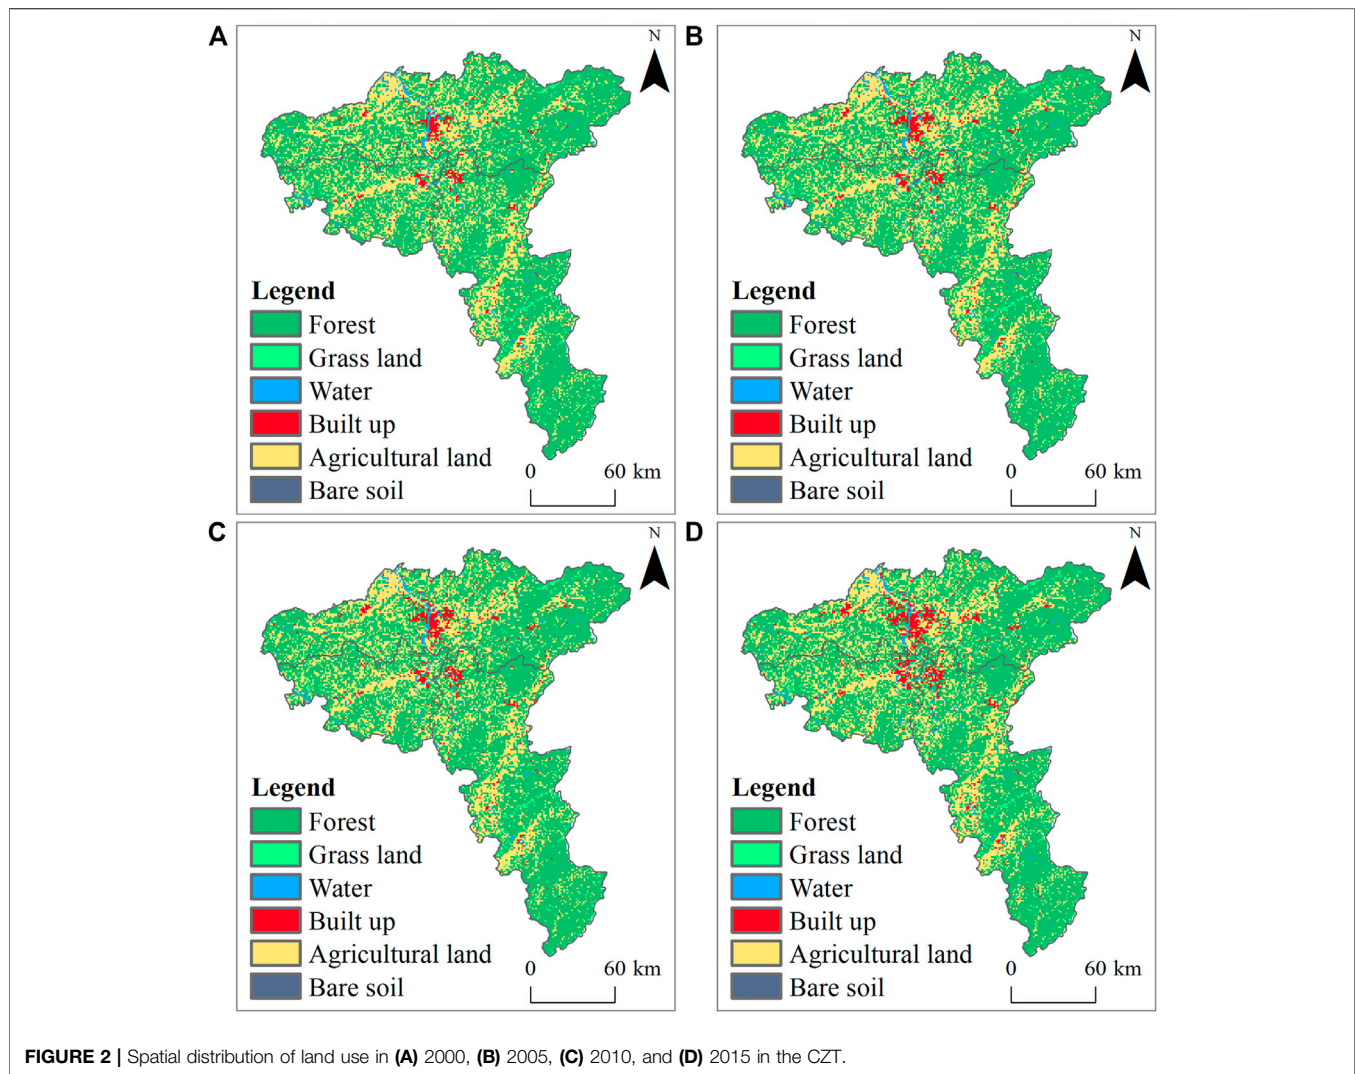 A
N
Legend
Forest
Grass land
Water
Built up
Agricultural land
Bare soil
0 60 km
B
N
Legend
Forest
Grass land
Water
Built up
Agricultural land
Bare soil
0 60 km
C
N
Legend
Forest
Grass land
Water
Built up
Agricultural land
Bare soil
0 60 km
D
N
Legend
Forest
Grass land
Water
Built up
Agricultural land
Bare soil
0 60 km
FIGURE 2 | Spatial distribution of land use in (A) 2000, (B) 2005, (C) 2010, and (D) 2015 in the CZT.